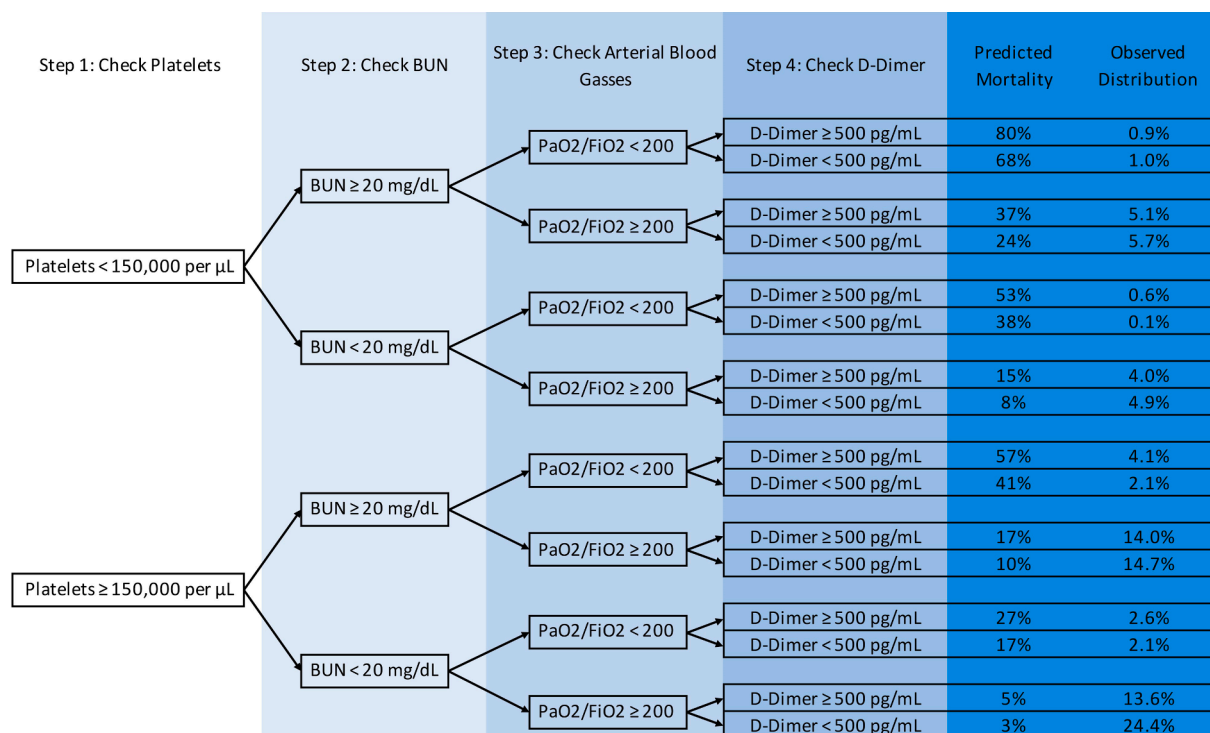 Step 1: Check Platelets
Step 2: Check BUN
Step 3: Check Arterial Blood
Gasses
Step 4: Check D-Dimer
Predicted
Mortality
Observed
Distribution
Platelets < 150,000 per µL
BUN ≥ 20 mg/dL
PaO2/FiO2 < 200
D-Dimer ≥ 500 pg/mL 80% 0.9%
D-Dimer < 500 pg/mL 68% 1.0%
PaO2/FiO2 ≥ 200
D-Dimer ≥ 500 pg/mL 37% 5.1%
D-Dimer < 500 pg/mL 24% 5.7%
BUN < 20 mg/dL
PaO2/FiO2 < 200
D-Dimer ≥ 500 pg/mL 53% 0.6%
D-Dimer < 500 pg/mL 38% 0.1%
PaO2/FiO2 ≥ 200
D-Dimer ≥ 500 pg/mL 15% 4.0%
D-Dimer < 500 pg/mL 8% 4.9%
Platelets ≥ 150,000 per µL
BUN ≥ 20 mg/dL
PaO2/FiO2 < 200
D-Dimer ≥ 500 pg/mL 57% 4.1%
D-Dimer < 500 pg/mL 41% 2.1%
PaO2/FiO2 ≥ 200
D-Dimer ≥ 500 pg/mL 17% 14.0%
D-Dimer < 500 pg/mL 10% 14.7%
BUN < 20 mg/dL
PaO2/FiO2 < 200
D-Dimer ≥ 500 pg/mL 27% 2.6%
D-Dimer < 500 pg/mL 17% 2.1%
PaO2/FiO2 ≥ 200
D-Dimer ≥ 500 pg/mL 5% 13.6%
D-Dimer < 500 pg/mL 3% 24.4%